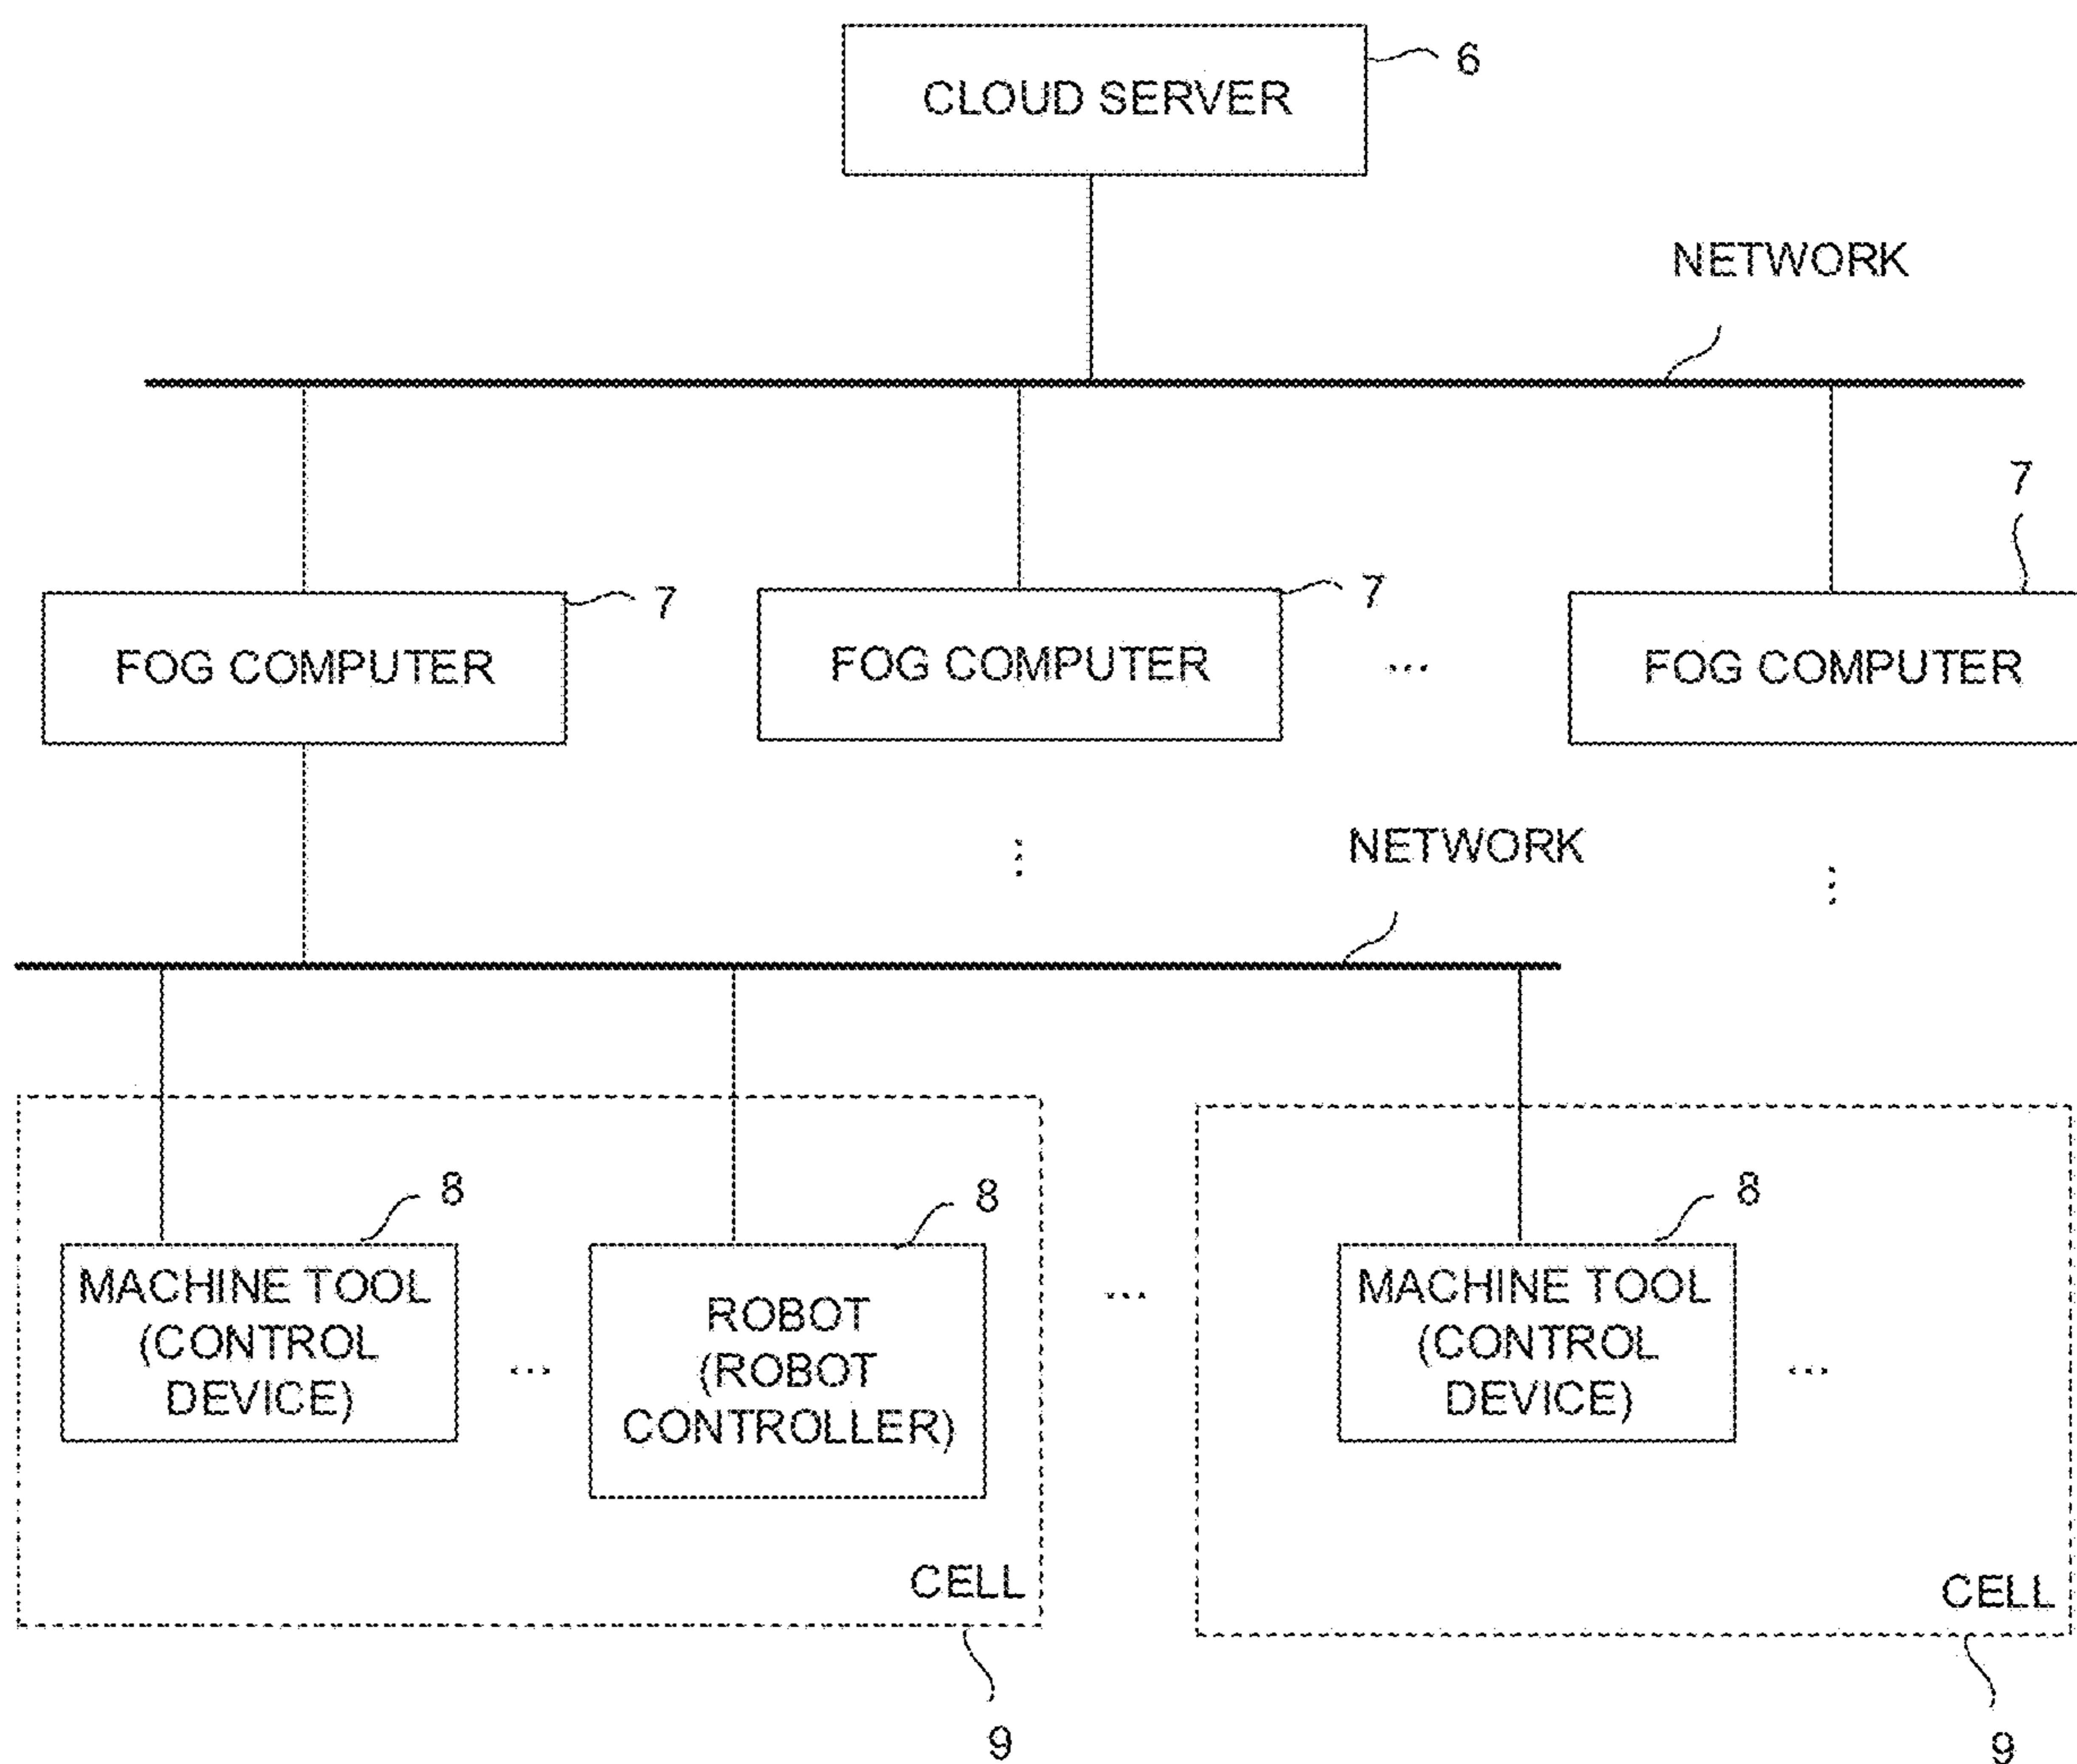 6
CLOUD SERVER
NETWORK
7
7
7
FOG COMPUTER
FOG COMPUTER
...
FOG COMPUTER
NETWORK
8
8
8
MACHINE TOOL
(CONTROL
DEVICE)
...
ROBOT
(ROBOT
CONTROLLER)
...
MACHINE TOOL
(CONTROL
DEVICE)
...
CELL
CELL
9
9